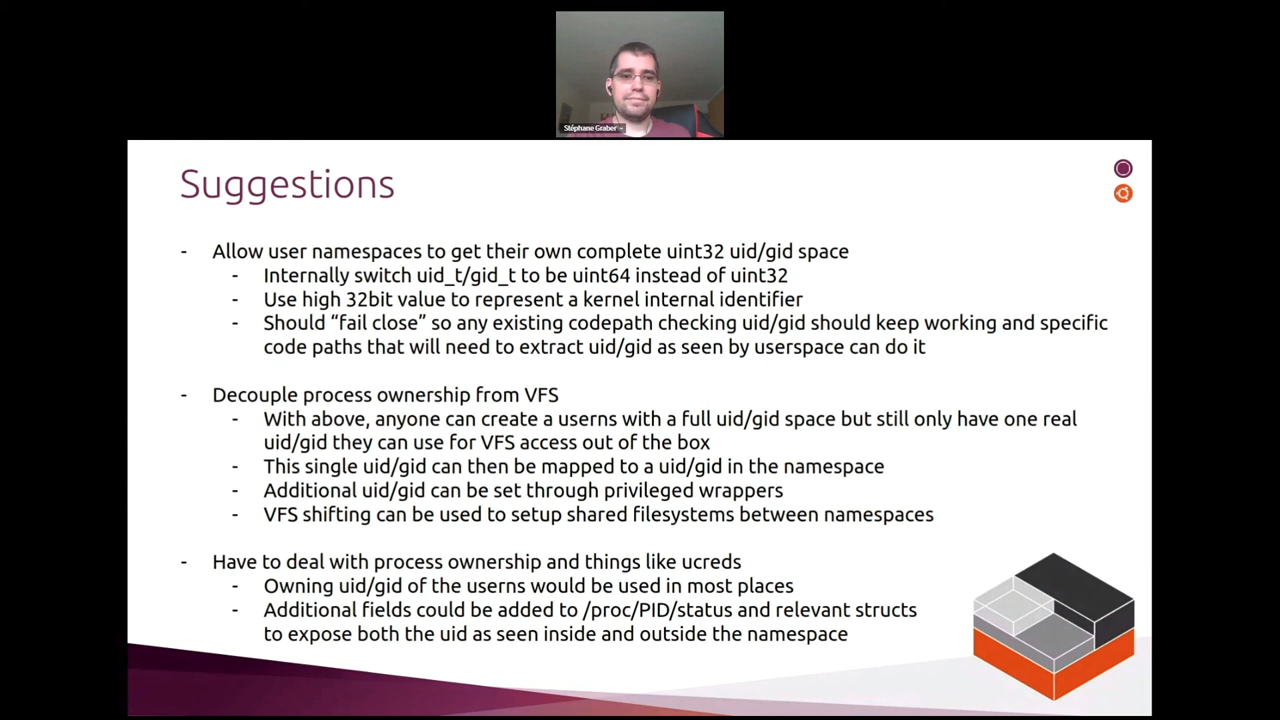 Stéphane Graber
Suggestions
- Allow user namespaces to get their own complete uint32 uid/gid space
- Internally switch uid_t/gid_t to be uint64 instead of uint32
- Use high 32bit value to represent a kernel internal identifier
- Should “fail close” so any existing codepath checking uid/gid should keep working and specific
code paths that will need to extract uid/gid as seen by userspace can do it
- Decouple process ownership from VFS
- With above, anyone can create a userns with a full uid/gid space but still only have one real
uid/gid they can use for VFS access out of the box
- This single uid/gid can then be mapped to a uid/gid in the namespace
- Additional uid/gid can be set through privileged wrappers
- VFS shifting can be used to setup shared filesystems between namespaces
- Have to deal with process ownership and things like ucreds
- Owning uid/gid of the userns would be used in most places
- Additional fields could be added to /proc/PID/status and relevant structs
to expose both the uid as seen inside and outside the namespace